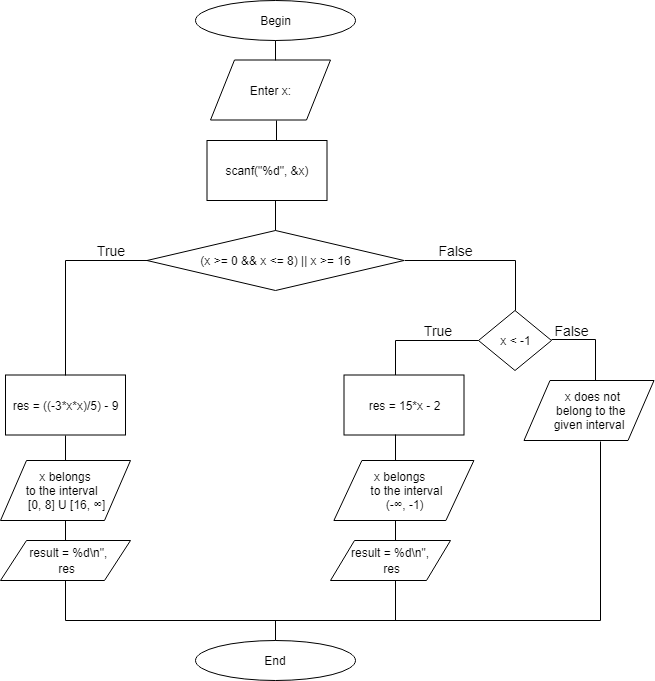 Begin
Enter x:
scanf("%d", &x)
(x >= 0 && x <= 8) || x >= 16
True
False
x < -1
True
False
res = ((-3*x*x)/5) - 9
res = 15*x - 2
x does not
belong to the
given interval
x belongs
to the interval
[0, 8] U [16, ∞]
x belongs
to the interval
(-∞, -1)
result = %d\n",
res
result = %d\n",
res
End